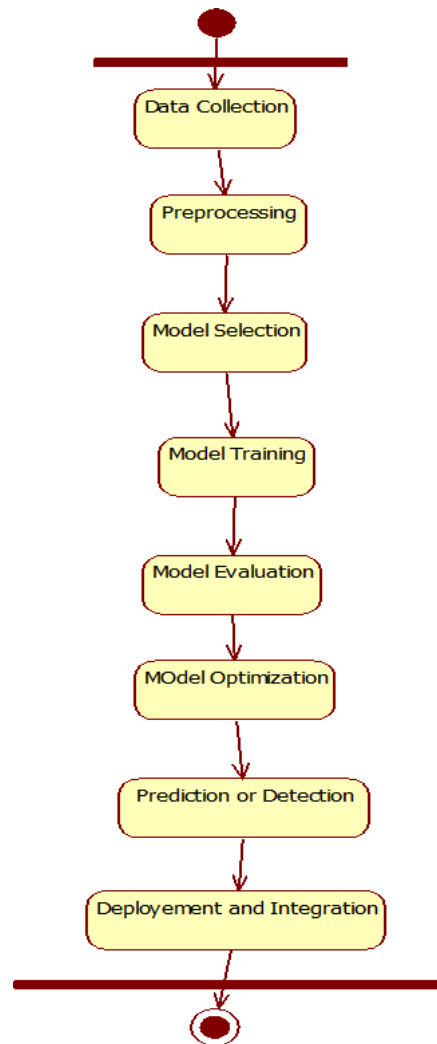 Data Collection
Preprocessing
Model Selection
Model Training
Model Evaluation
MOdel Optimization
Prediction or Detection
Deployement and Integration